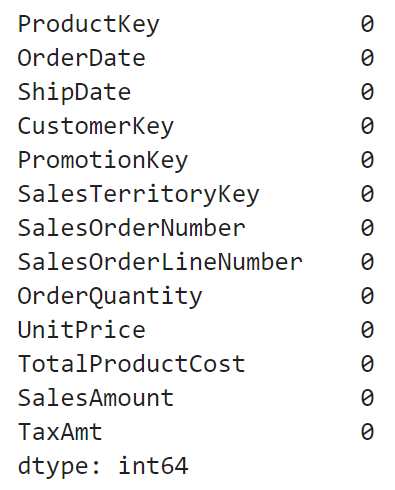 ProductKey 0
OrderDate 0
ShipDate 0
CustomerKey 0
PromotionKey 0
SalesTerritoryKey 0
SalesOrderNumber 0
SalesOrderLineNumber 0
OrderQuantity 0
UnitPrice 0
TotalProductCost 0
SalesAmount 0
TaxAmt 0
dtype: int64